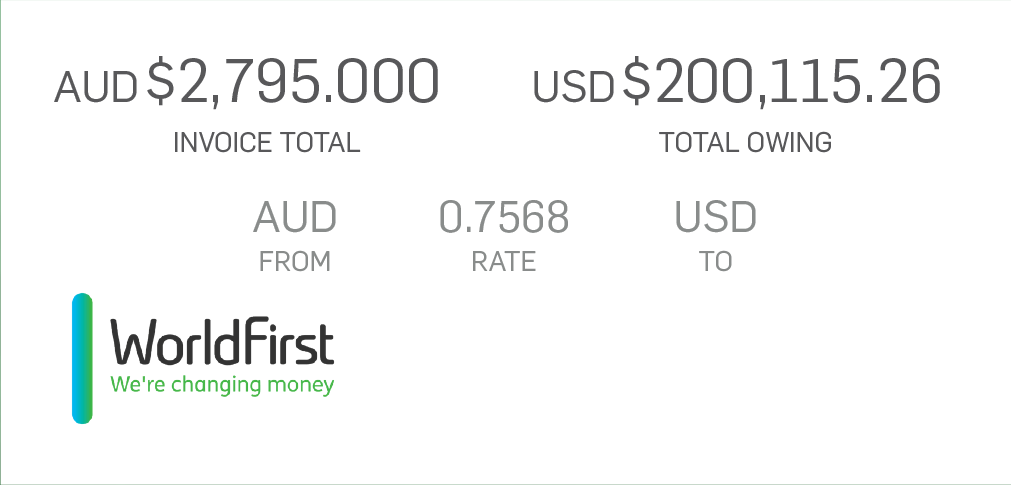 AUD $2,795.000 USD $200,115.26
INVOICE TOTAL TOTAL OWING
AUD 0.7568 USD
FROM RATE TO
WorldFirst
We're changing money